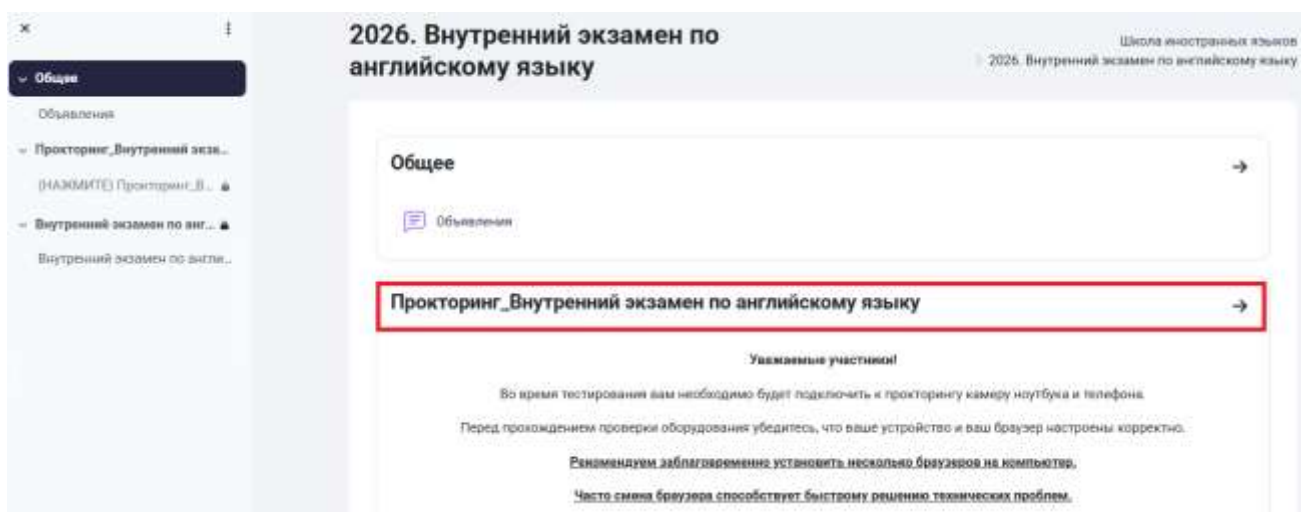 ×
2026. Внутренний экзамен по
английскому языку
Школа иностранных языков
2026. Внутренний экзамен по английскому языку
Общее
Объявления
Прокторинг_Внутренний экза...
(НАЖМИТЕ) Прокторинг_В...
Внутренний экзамен по анг...
Внутренний экзамен по англи...
Общее
Объявления
Прокторинг_Внутренний экзамен по английскому языку
Уважаемые участники!
Во время тестирования вам необходимо будет подключить к прокторингу камеру ноутбука и телефона.
Перед прохождением проверки оборудования убедитесь, что ваше устройство и ваш браузер настроены корректно.
Рекомендуем заблаговременно установить несколько браузеров на компьютер.
Часто смена браузера способствует быстрому решению технических проблем.